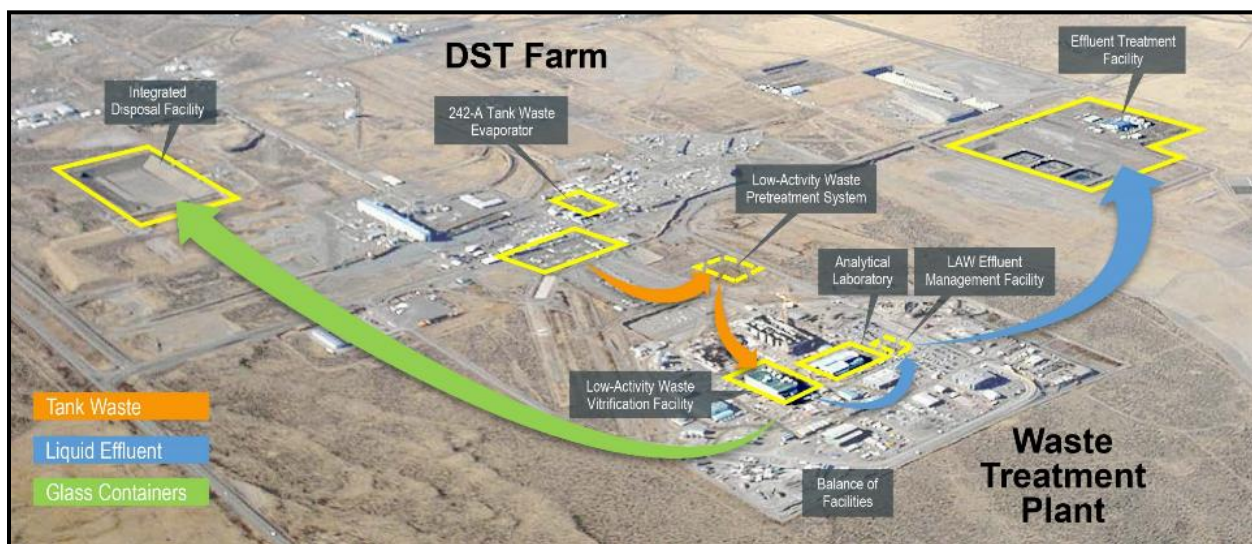 DST Farm
Effluent Treatment
Facility
Integrated
Disposal Facility
242-A Tank Waste
Evaporator
Low-Activity Waste
Pretreatment System
Analytical
Laboratory
LAW Effluent
Management Facility
Low-Activity Waste
Vitrification Facility
Tank Waste
Liquid Effluent
Glass Containers
Balance of
Facilities
Waste
Treatment
Plant